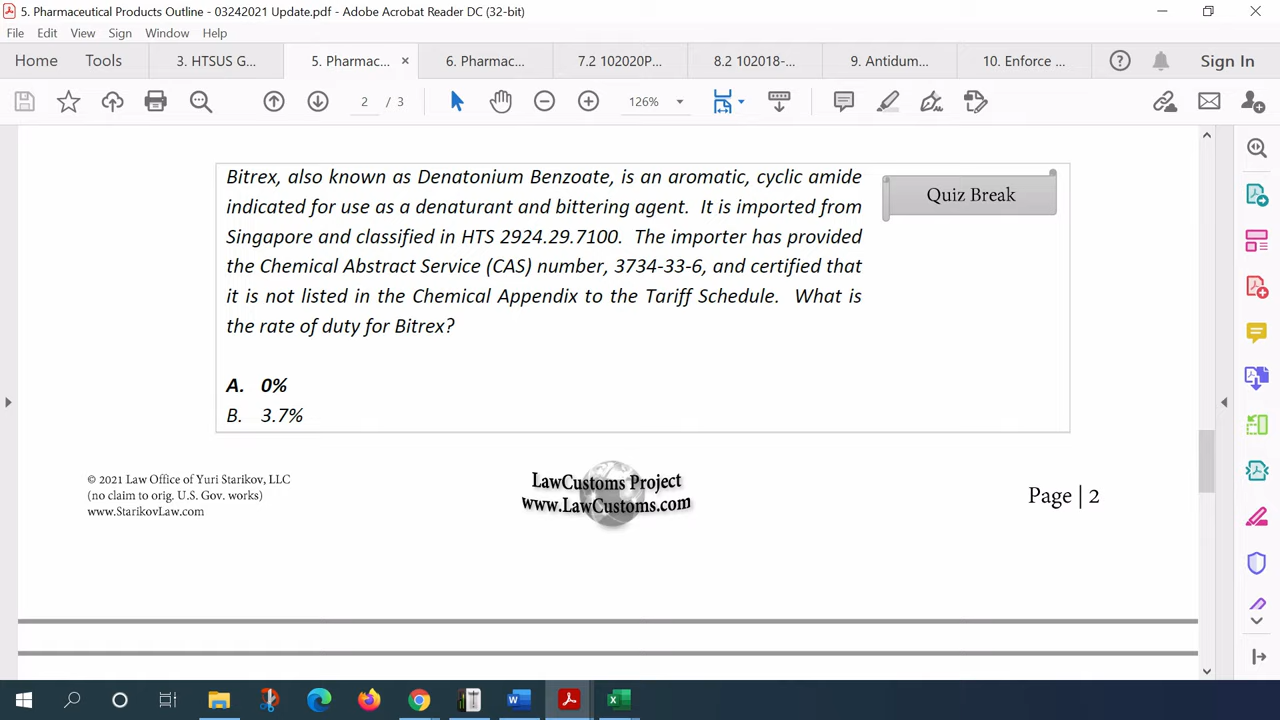 5. Pharmaceutical Products Outline - 03242021 Update.pdf - Adobe Acrobat Reader DC (32-bit)
File Edit View Sign Window Help
Home Tools 3. HTSUS G... 5. Pharmac... × 6. Pharmac... 7.2 102020P... 8.2 102018-... 9. Antidum... 10. Enforce ... Sign In
2 / 3 126%
Bitrex, also known as Denatonium Benzoate, is an aromatic, cyclic amide
indicated for use as a denaturant and bittering agent. It is imported from
Singapore and classified in HTS 2924.29.7100. The importer has provided
the Chemical Abstract Service (CAS) number, 3734-33-6, and certified that
it is not listed in the Chemical Appendix to the Tariff Schedule. What is
the rate of duty for Bitrex?
Quiz Break
A. 0%
B. 3.7%
© 2021 Law Office of Yuri Starikov, LLC
(no claim to orig. U.S. Gov. works)
www.StarikovLaw.com
LawCustoms Project
www.LawCustoms.com
Page | 2